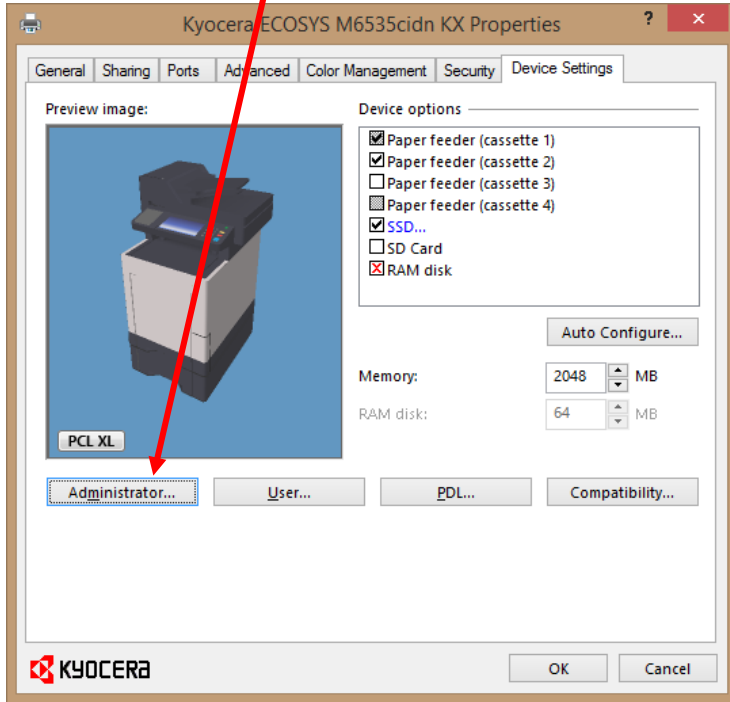 Kyocera ECOSYS M6535cidn KX Properties ? ×
General Sharing Ports Advanced Color Management Security Device Settings
Preview image:
PCL XL
Device options
Paper feeder (cassette 1)
Paper feeder (cassette 2)
Paper feeder (cassette 3)
Paper feeder (cassette 4)
SSD...
SD Card
RAM disk
Auto Configure...
Memory: 2048 MB
RAM disk: 64 MB
Administrator... User... PDL... Compatibility...
KYOCERA OK Cancel